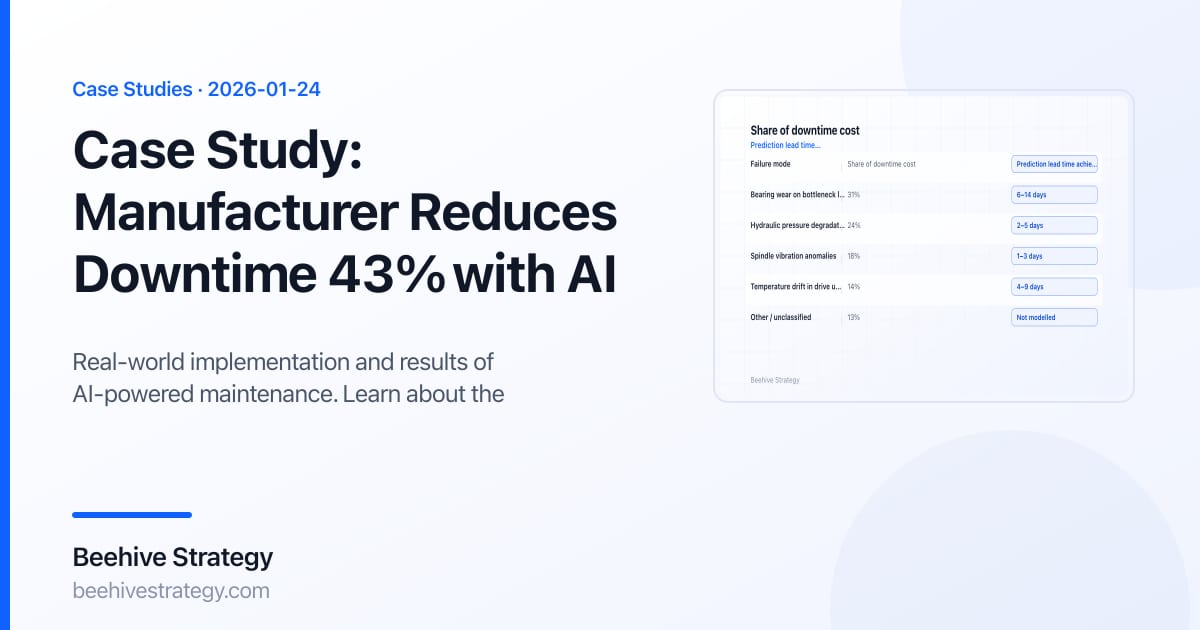 Case Studies · 2026-01-24
Case Study:
Manufacturer Reduces
Downtime 43% with AI
Real-world implementation and results of
AI-powered maintenance. Learn about the
Beehive Strategy
beehivestrategy.com
Share of downtime cost
Prediction lead time...
Failure mode Share of downtime cost Prediction lead time achie...
Bearing wear on bottleneck l... 31% 6–14 days
Hydraulic pressure degradat... 24% 2–5 days
Spindle vibration anomalies 18% 1–3 days
Temperature drift in drive u... 14% 4–9 days
Other / unclassified 13% Not modelled
Beehive Strategy